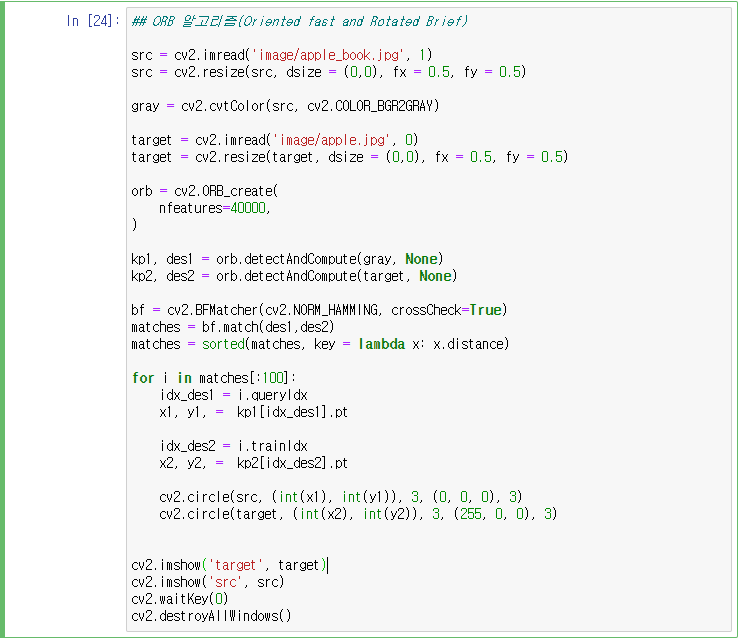 In [24]: ## ORB 알고리즘(Oriented fast and Rotated Brief)
src = cv2.imread('image/apple_book.jpg', 1)
src = cv2.resize(src, dsize = (0,0), fx = 0.5, fy = 0.5)
gray = cv2.cvtColor(src, cv2.COLOR_BGR2GRAY)
target = cv2.imread('image/apple.jpg', 0)
target = cv2.resize(target, dsize = (0,0), fx = 0.5, fy = 0.5)
orb = cv2.ORB_create(
    nfeatures=40000,
)
kp1, des1 = orb.detectAndCompute(gray, None)
kp2, des2 = orb.detectAndCompute(target, None)
bf = cv2.BFMatcher(cv2.NORM_HAMMING, crossCheck=True)
matches = bf.match(des1,des2)
matches = sorted(matches, key = lambda x: x.distance)
for i in matches[:100]:
    idx_des1 = i.queryIdx
    x1, y1, =  kp1[idx_des1].pt
    idx_des2 = i.trainIdx
    x2, y2, =  kp2[idx_des2].pt
    cv2.circle(src, (int(x1), int(y1)), 3, (0, 0, 0), 3)
    cv2.circle(target, (int(x2), int(y2)), 3, (255, 0, 0), 3)
cv2.imshow('target', target)
cv2.imshow('src', src)
cv2.waitKey(0)
cv2.destroyAllWindows()